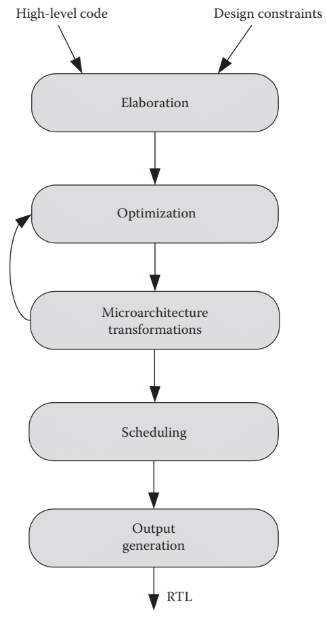 High-level code
Design constraints
Elaboration
Optimization
Microarchitecture
transformations
Scheduling
Output
generation
RTL